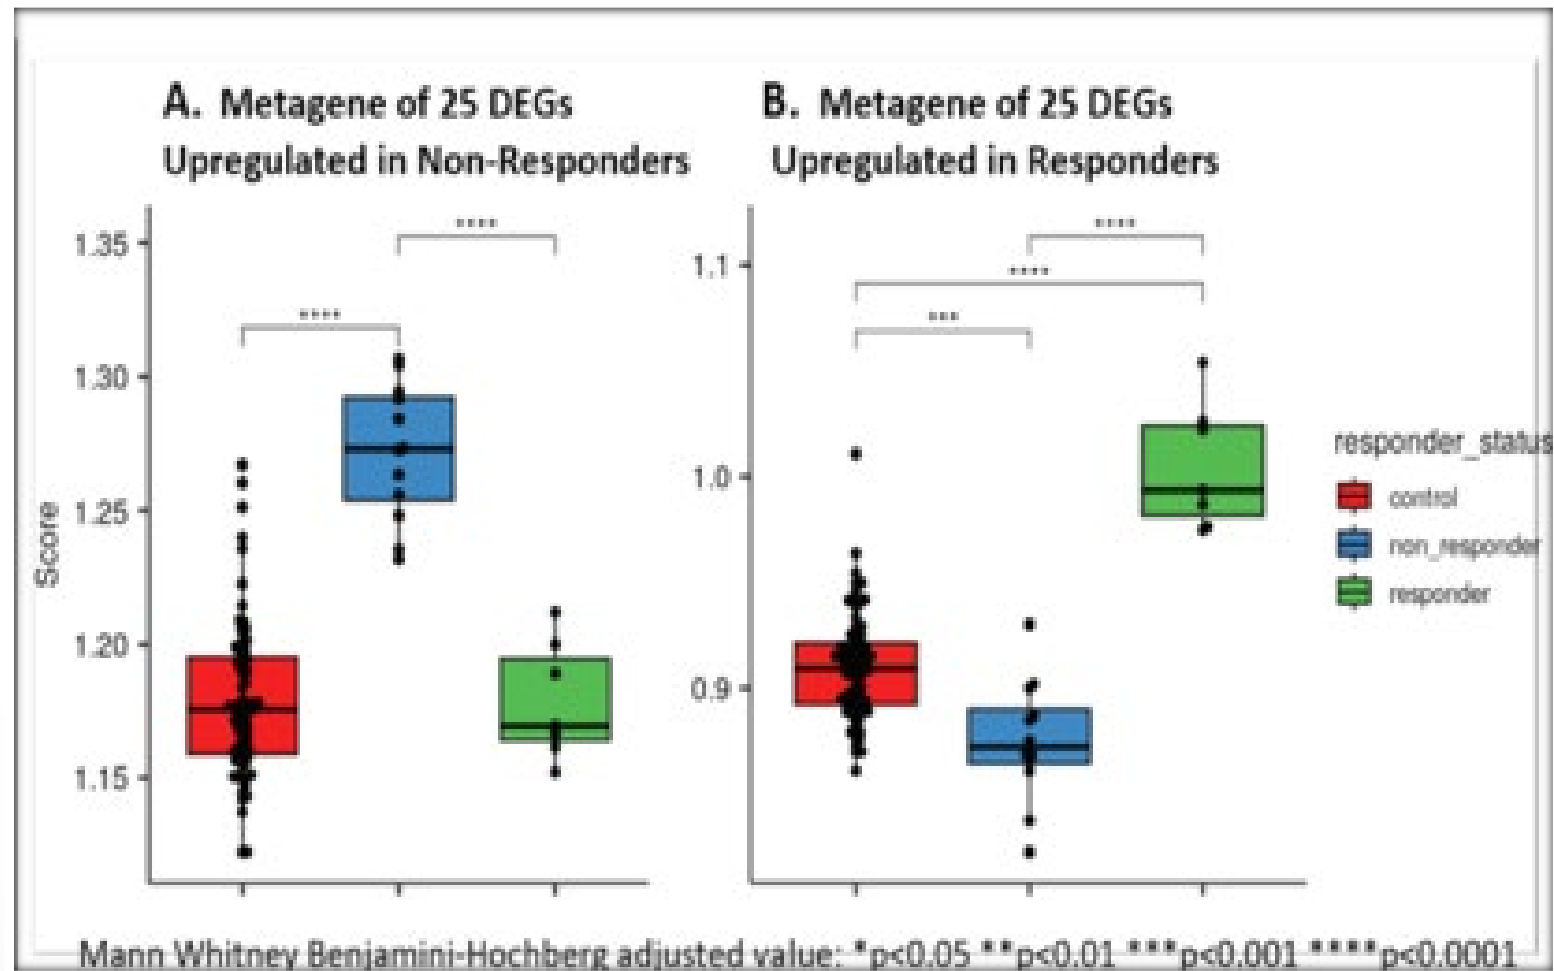 A. Metagene of 25 DEGs
Upregulated in Non-Responders
B. Metagene of 25 DEGs
Upregulated in Responders
Score
1.35
1.30
1.25
1.20
1.15
****
****
1.1
1.0
0.9
****
****
***
responder_status
control
non_responder
responder
Mann Whitney Benjamini-Hochberg adjusted value: *p<0.05 **p<0.01 ***p<0.001 ****p<0.0001